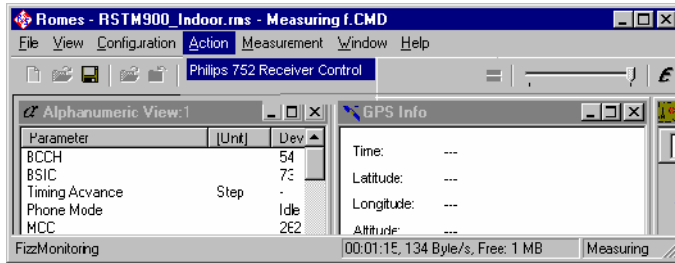 Romes - RSTM900_Indoor.rms - Measuring f.CMD
File View Configuration Action Measurement Window Help
Philips 752 Receiver Control
Alphanumeric View:1
Parameter [Unit] Dev
BCCH 54
BSIC 73
Timing Acvance Step -
Phone Mode Idle
MCC 262
GPS Info
Time: ---
Latitude: ---
Longitude: ---
Altitude: ---
FizzMonitoring 00:01:15, 134 Byle/s, Free: 1 MB Measuring